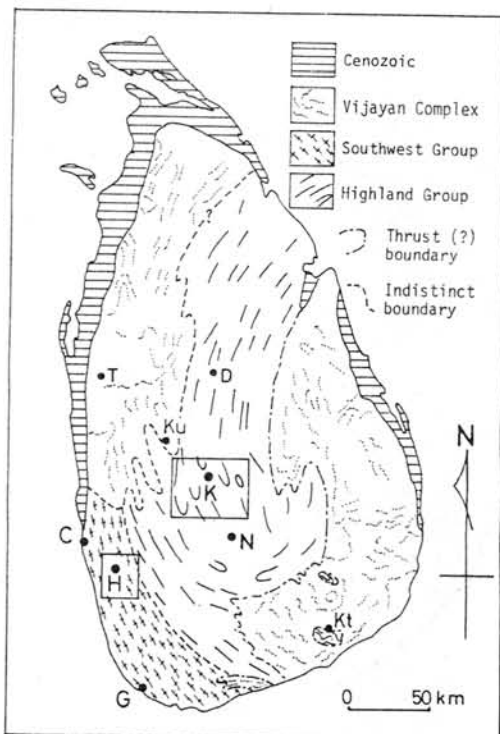 Cenozoic
Vijayan Complex
Southwest Group
Highland Group
Thrust (?)
boundary
Indistinct
boundary
?
T
D
Ku
K
N
C
N
H
Kt
G
0 50 km